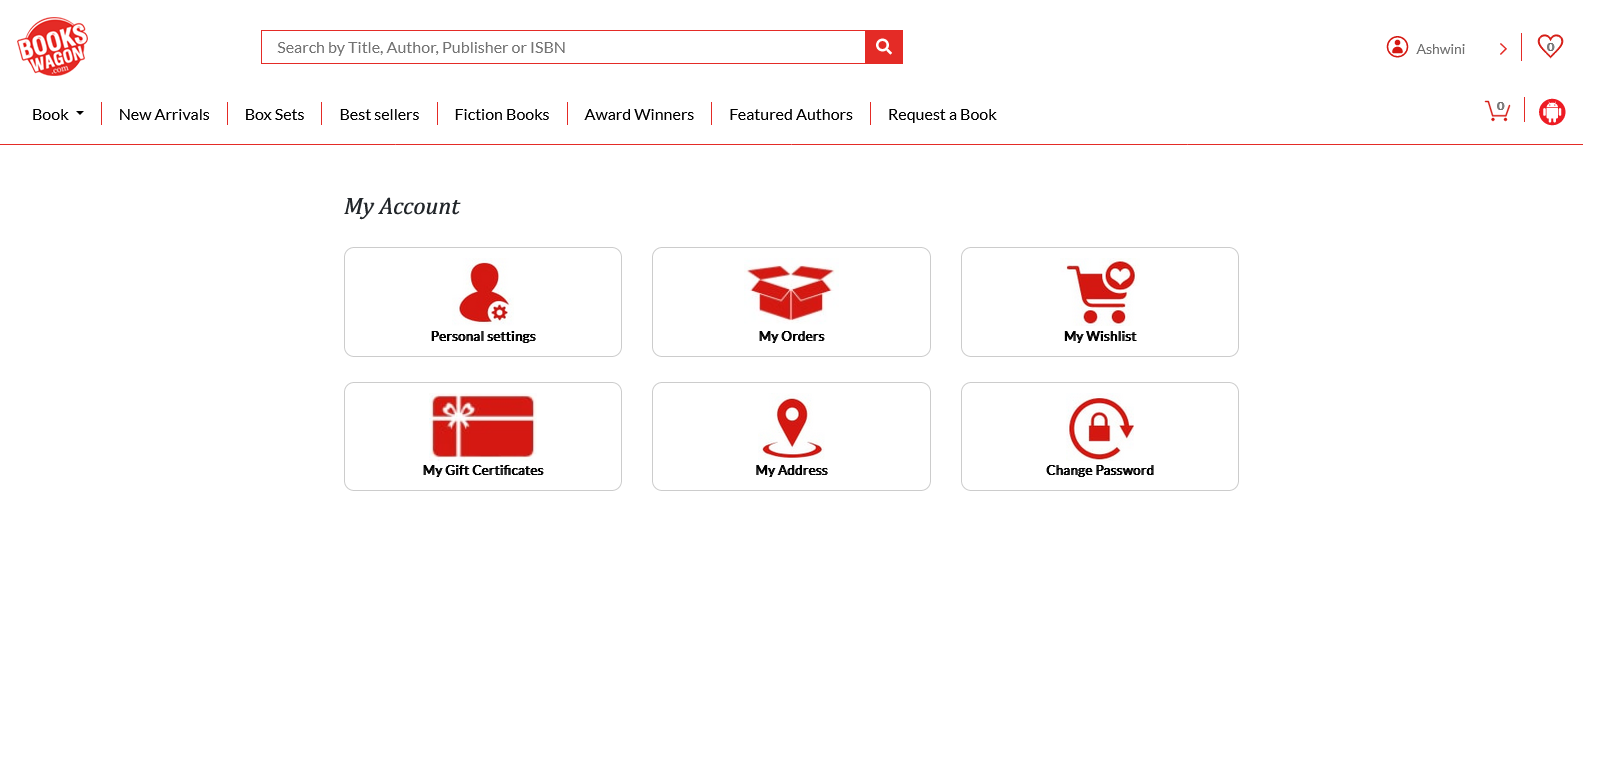 BOOKS
WAGON
.com
Search by Title, Author, Publisher or ISBN
Ashwini
0
Book
New Arrivals
Box Sets
Best sellers
Fiction Books
Award Winners
Featured Authors
Request a Book
0
My Account
Personal settings
My Orders
My Wishlist
My Gift Certificates
My Address
Change Password